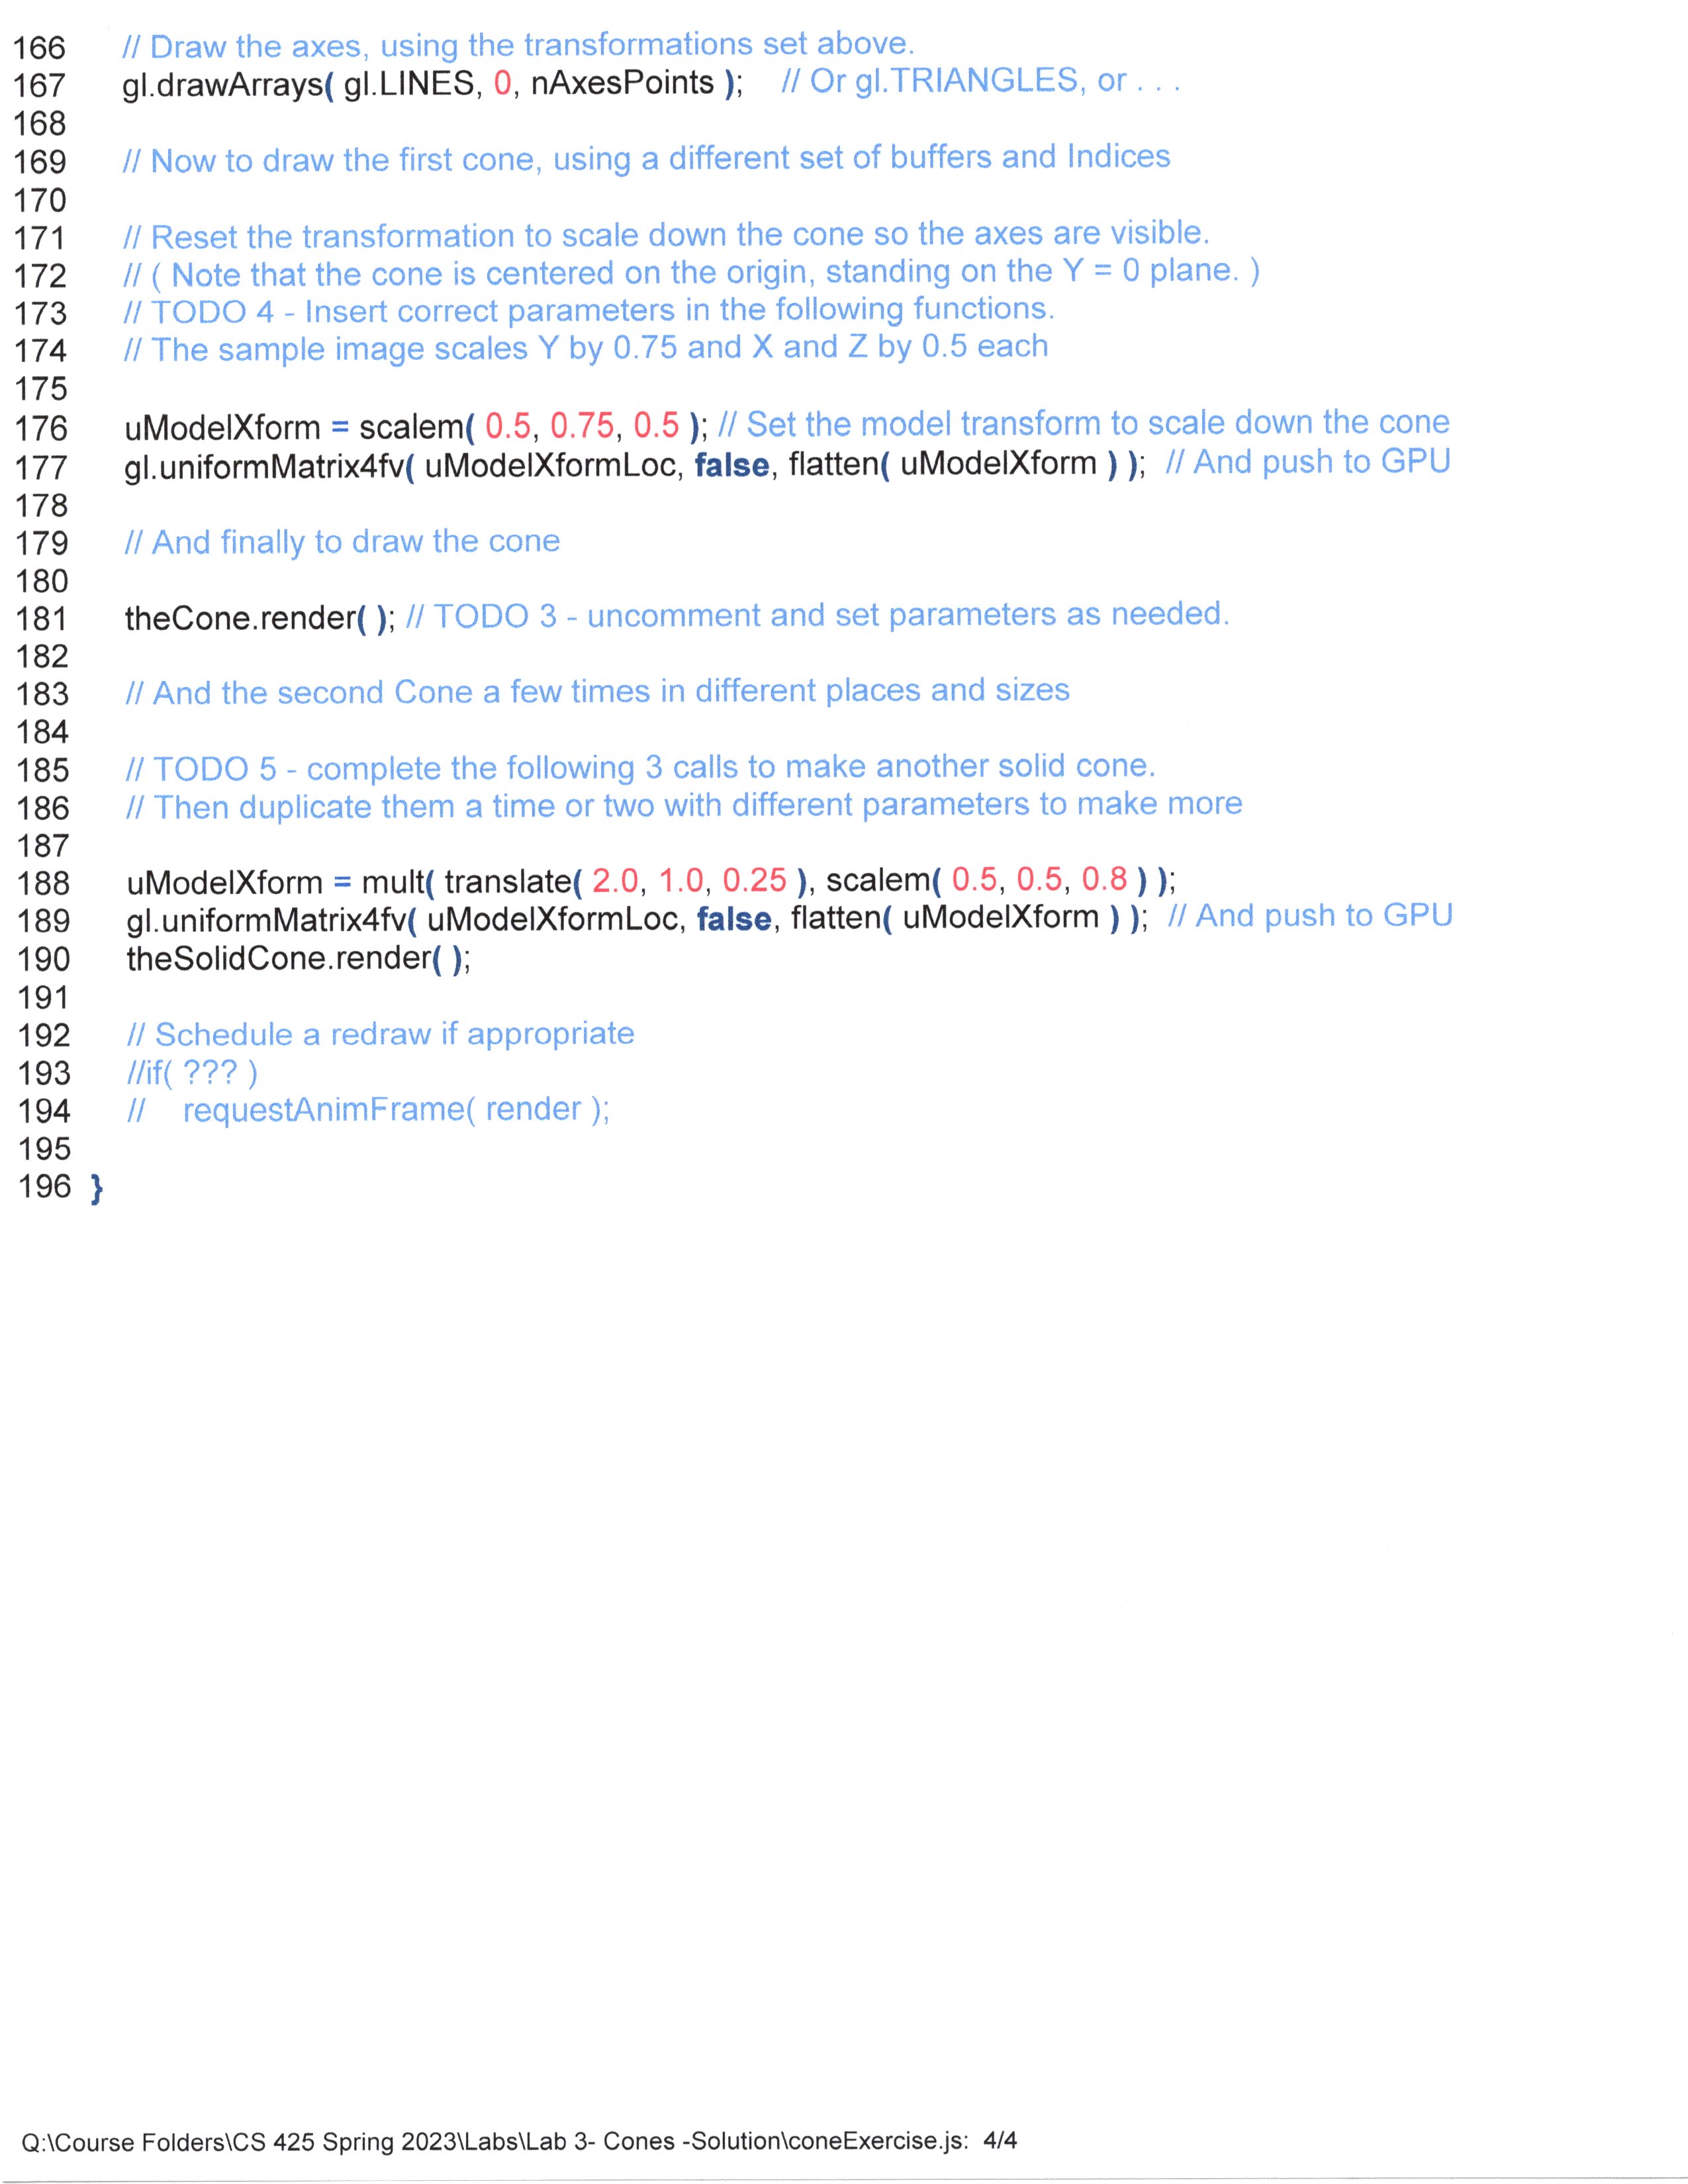 166 // Draw the axes, using the transformations set above.
167 gl.drawArrays( gl.LINES, 0, nAxesPoints ); // Or gl.TRIANGLES, or . . .
168
169 // Now to draw the first cone, using a different set of buffers and Indices
170
171 // Reset the transformation to scale down the cone so the axes are visible.
172 // ( Note that the cone is centered on the origin, standing on the Y = 0 plane. )
173 // TODO 4 - Insert correct parameters in the following functions.
174 // The sample image scales Y by 0.75 and X and Z by 0.5 each
175
176 uModelXform = scalem( 0.5, 0.75, 0.5 ); // Set the model transform to scale down the cone
177 gl.uniformMatrix4fv( uModelXformLoc, false, flatten( uModelXform ) ); // And push to GPU
178
179 // And finally to draw the cone
180
181 theCone.render( ); // TODO 3 - uncomment and set parameters as needed.
182
183 // And the second Cone a few times in different places and sizes
184
185 // TODO 5 - complete the following 3 calls to make another solid cone.
186 // Then duplicate them a time or two with different parameters to make more
187
188 uModelXform = mult( translate( 2.0, 1.0, 0.25 ), scalem( 0.5, 0.5, 0.8 ) );
189 gl.uniformMatrix4fv( uModelXformLoc, false, flatten( uModelXform ) ); // And push to GPU
190 theSolidCone.render( );
191
192 // Schedule a redraw if appropriate
193 //if( ??? )
194 // requestAnimFrame( render );
195
196 }
Q:\Course Folders\CS 425 Spring 2023\Labs\Lab 3- Cones -Solution\coneExercise.js: 4/4